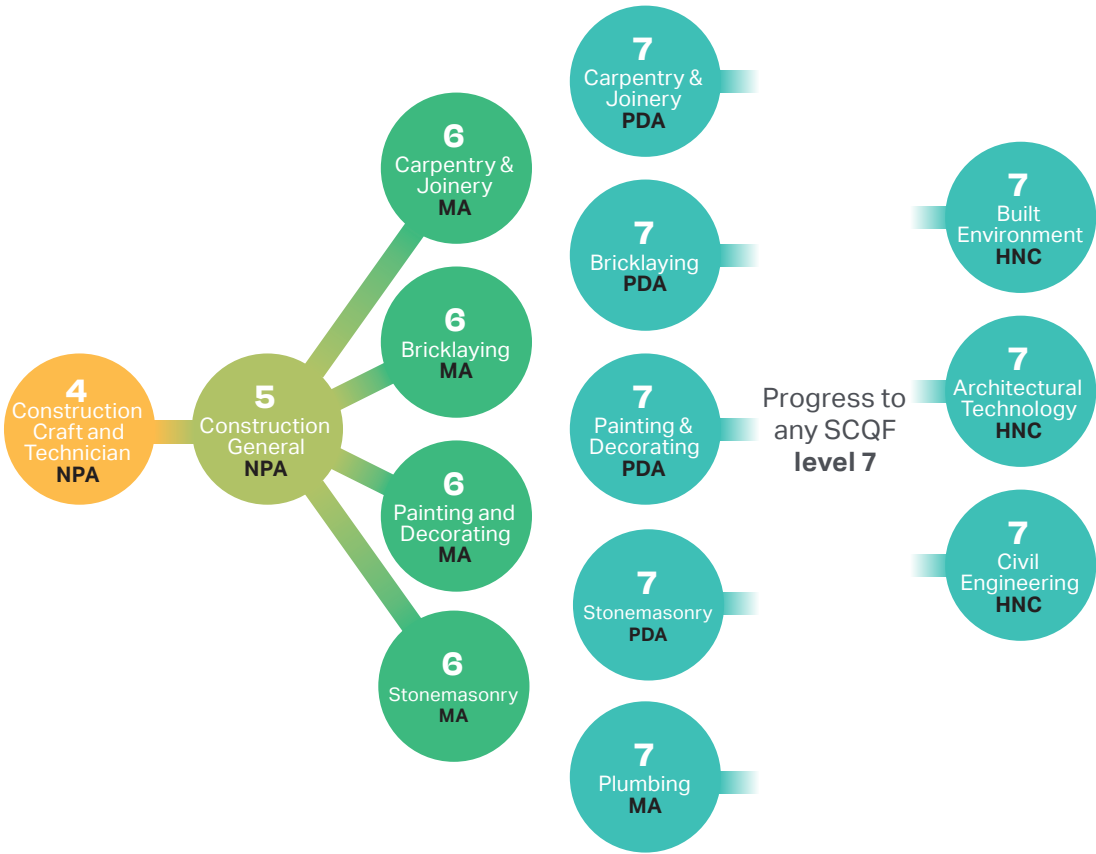 4
Construction
Craft and
Technician
NPA
5
Construction
General
NPA
6
Carpentry &
Joinery
MA
6
Bricklaying
MA
6
Painting and
Decorating
MA
6
Stonemasonry
MA
7
Carpentry &
Joinery
PDA
7
Bricklaying
PDA
7
Painting &
Decorating
PDA
7
Stonemasonry
PDA
7
Plumbing
MA
Progress to
any SCQF
level 7
7
Built
Environment
HNC
7
Architectural
Technology
HNC
7
Civil
Engineering
HNC